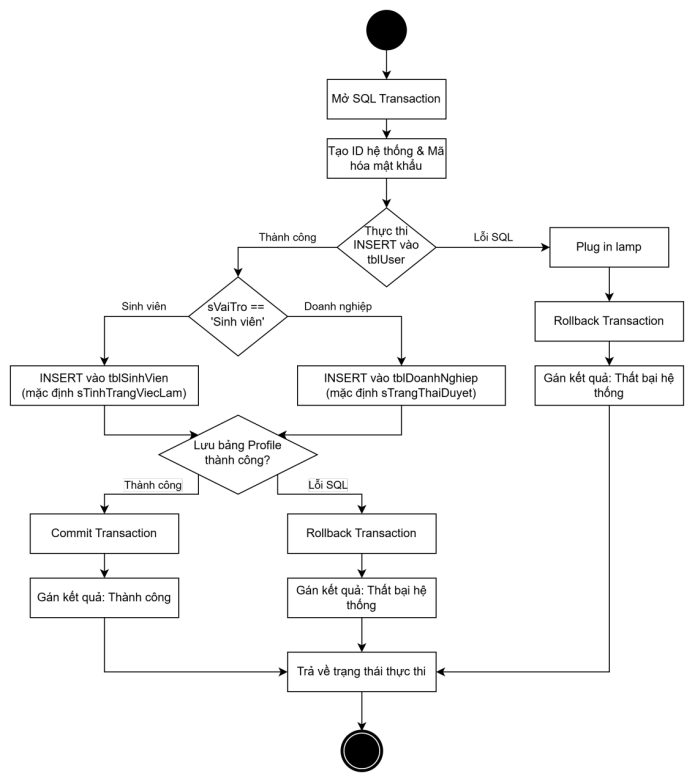 Mở SQL Transaction
Tạo ID hệ thống & Mã
hóa mật khẩu
Thực thi
INSERT vào
tblUser
Thành công
Lỗi SQL
Plug in lamp
sVaiTro ==
'Sinh viên'
Sinh viên
Doanh nghiệp
Rollback Transaction
INSERT vào tblSinhVien
(mặc định sTinhTrangViecLam)
INSERT vào tblDoanhNghiep
(mặc định sTrangThaiDuyet)
Gán kết quả: Thất bại hệ
thống
Lưu bảng Profile
thành công?
Thành công
Lỗi SQL
Commit Transaction
Rollback Transaction
Gán kết quả: Thành công
Gán kết quả: Thất bại hệ
thống
Trả về trạng thái thực thi